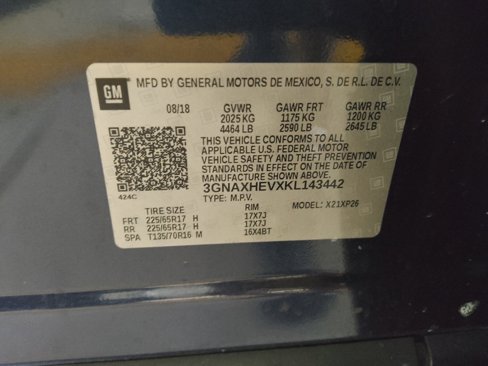 GM
MFD BY GENERAL MOTORS DE MEXICO, S. DE R.L. DE C.V.
08/18 GVWR GAWR FRT GAWR RR
2025 KG 1175 KG 1200 KG
4464 LB 2590 LB 2645 LB
THIS VEHICLE CONFORMS TO ALL
APPLICABLE U.S. FEDERAL MOTOR
VEHICLE SAFETY AND THEFT PREVENTION
STANDARDS IN EFFECT ON THE DATE OF
MANUFACTURE SHOWN ABOVE.
3GNAXHEVXKL143442
424C TYPE: M.P.V. MODEL: X21XP26
TIRE SIZE RIM
FRT 225/65R17 H 17X7J
RR 225/65R17 H 17X7J
SPA T135/70R16 M 16X4BT